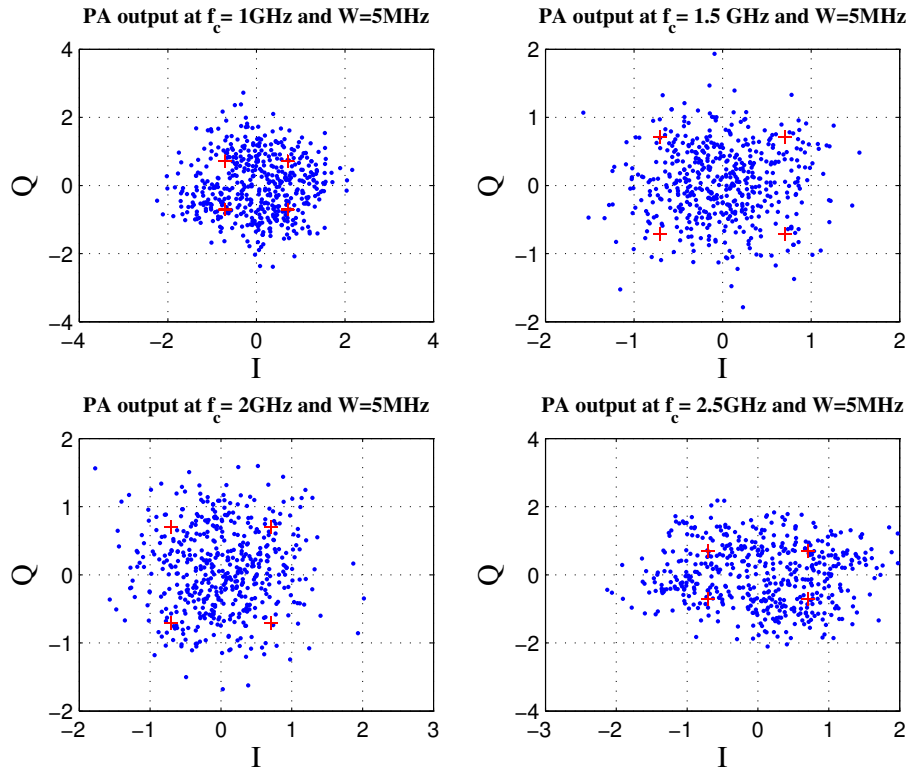 PA output at f_c= 1GHz and W=5MHz
4
2
0
−2
−4
Q
−4 −2 0 2 4
I
PA output at f_c= 1.5 GHz and W=5MHz
2
1
0
−1
−2
Q
−2 −1 0 1 2
I
PA output at f_c= 2GHz and W=5MHz
2
1
0
−1
−2
Q
−2 −1 0 1 2 3
I
PA output at f_c= 2.5GHz and W=5MHz
4
2
0
−2
−4
Q
−3 −2 −1 0 1 2
I